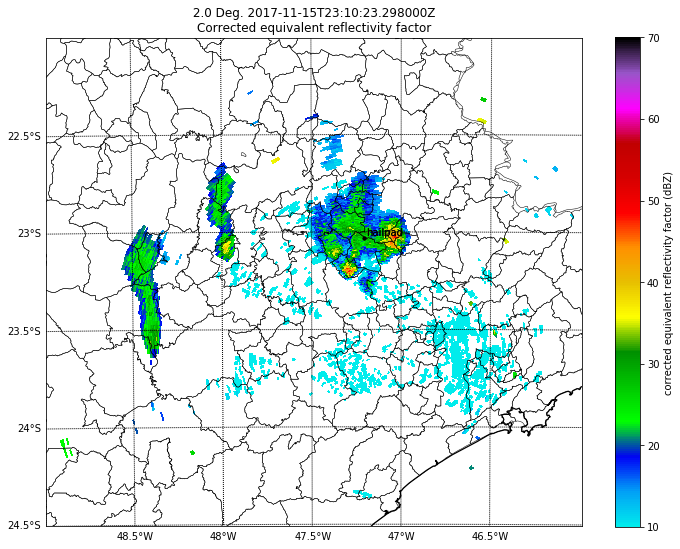 2.0 Deg. 2017-11-15T23:10:23.298000Z
Corrected equivalent reflectivity factor
22.5°S
23°S
23.5°S
24°S
24.5°S
48.5°W
48°W
47.5°W
47°W
46.5°W
70
60
50
40
30
20
10
corrected equivalent reflectivity factor (dBZ)